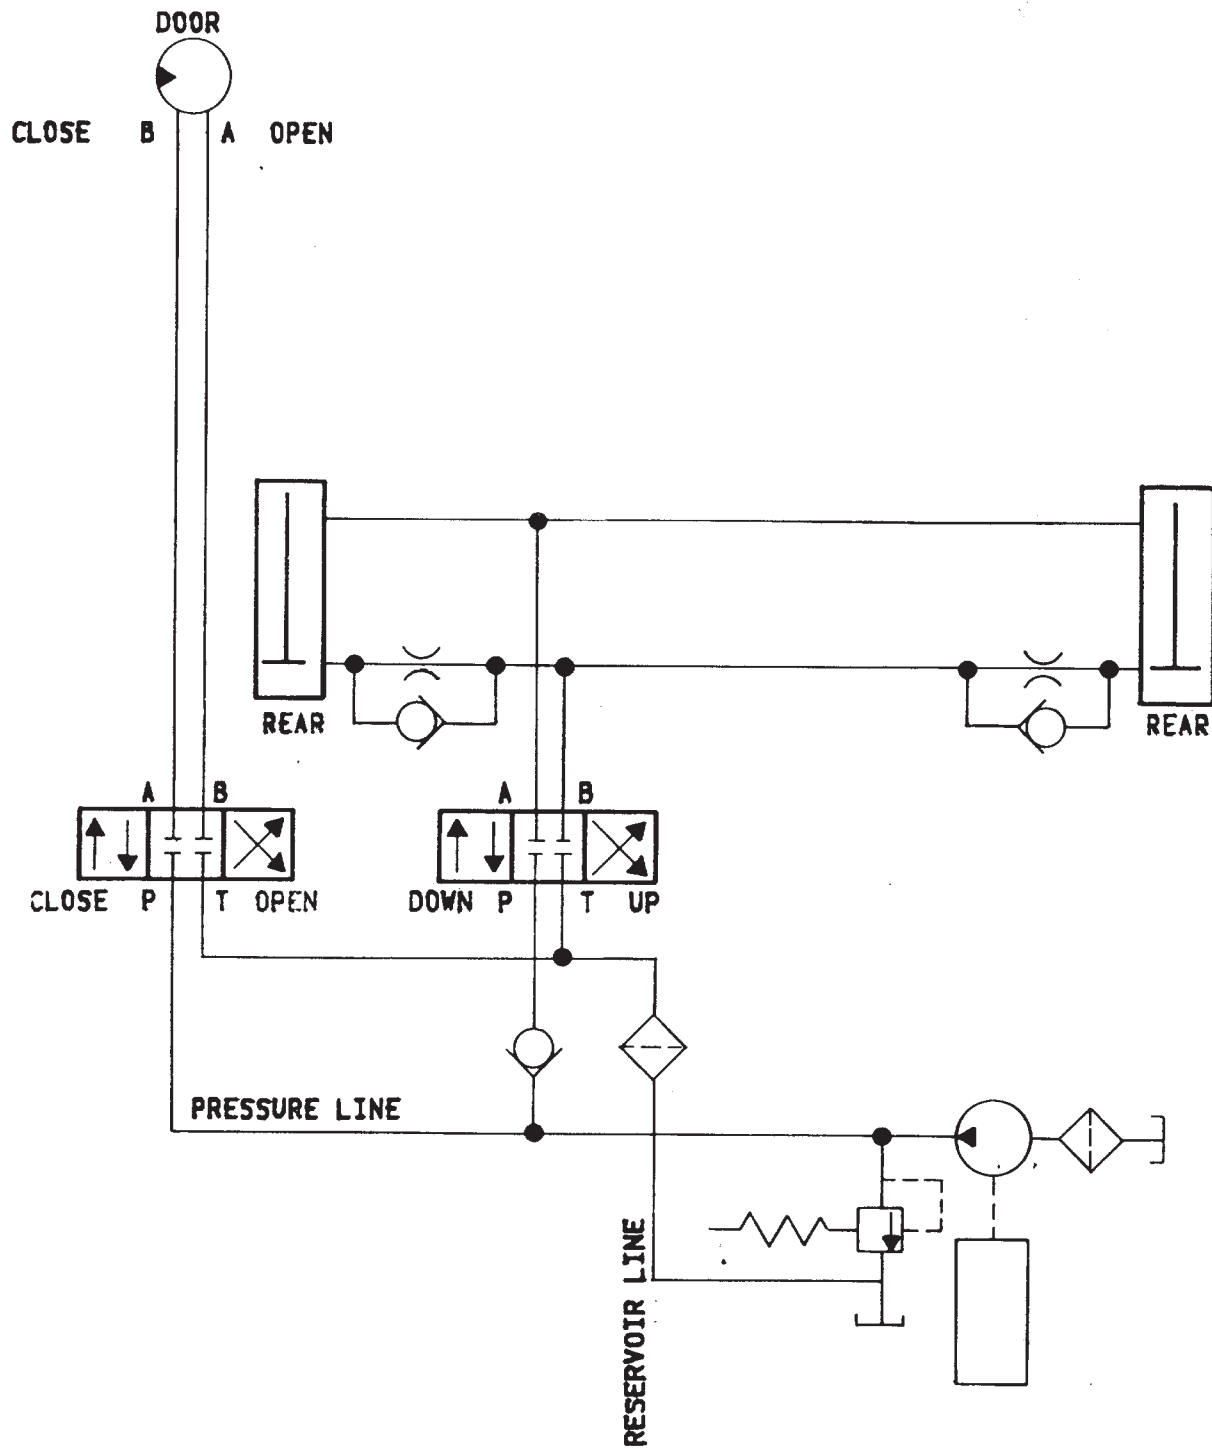 DOOR
CLOSE B A OPEN
REAR
REAR
A B
A B
CLOSE P T OPEN
DOWN P T UP
PRESSURE LINE
RESERVOIR LINE